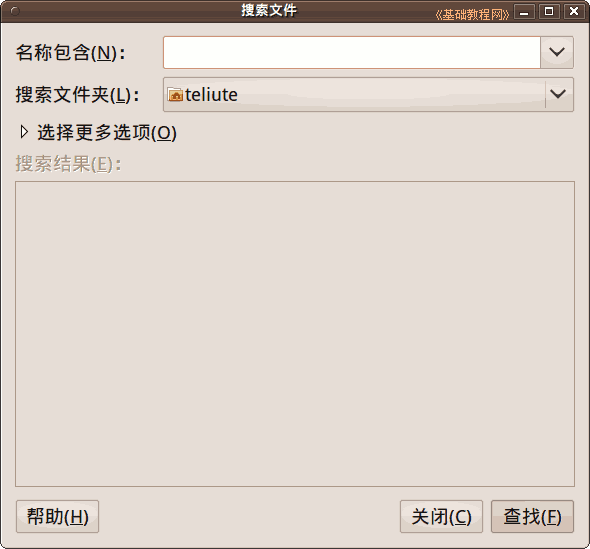 搜索文件
《基础教程网》
名称包含(N)：
搜索文件夹(L)： teliute
选择更多选项(O)
搜索结果(E)：
帮助(H) 关闭(C) 查找(F)